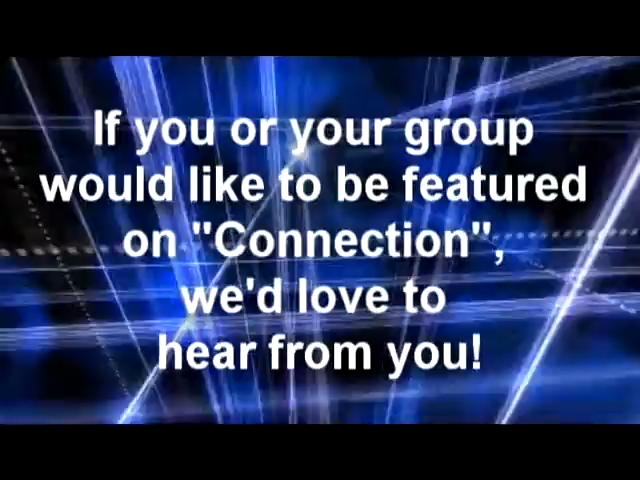 If you or your group
would like to be featured
on "Connection",
we'd love to
hear from you!